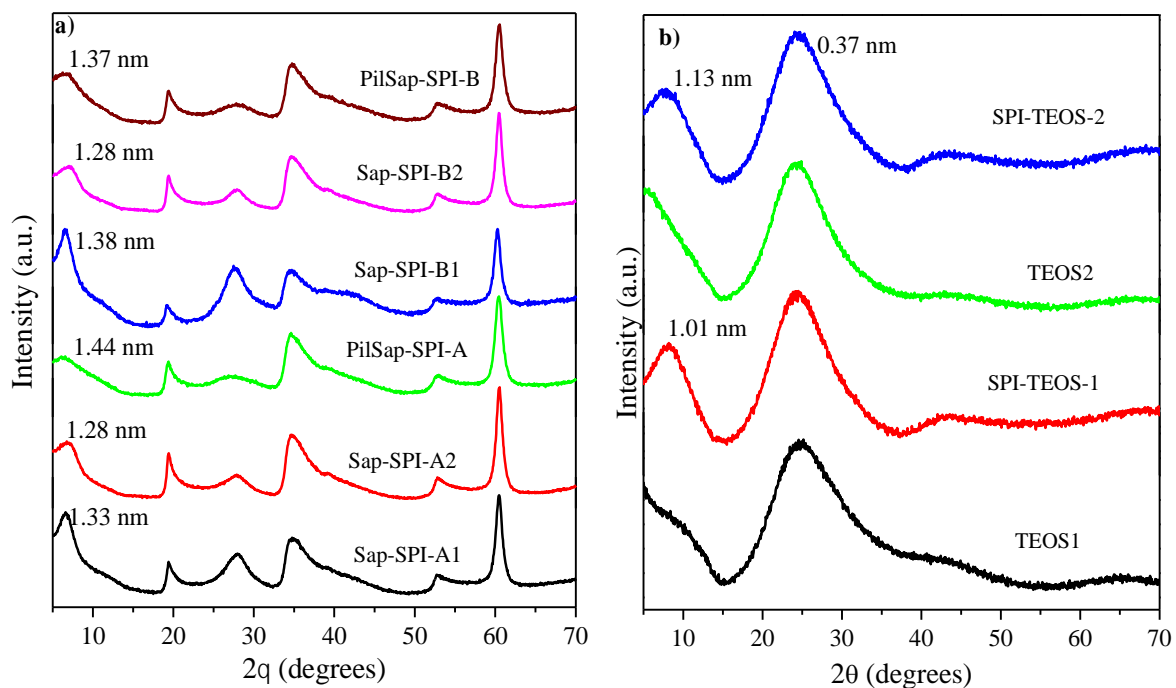 a)
1.37 nm
PilSap-SPI-B
1.28 nm
Sap-SPI-B2
1.38 nm
Sap-SPI-B1
1.44 nm
PilSap-SPI-A
1.28 nm
Sap-SPI-A2
1.33 nm
Sap-SPI-A1
Intensity (a.u.)
10 20 30 40 50 60 70
2q (degrees)
b)
0.37 nm
1.13 nm
SPI-TEOS-2
TEOS2
1.01 nm
SPI-TEOS-1
TEOS1
Intensity (a.u.)
10 20 30 40 50 60 70
2θ (degrees)